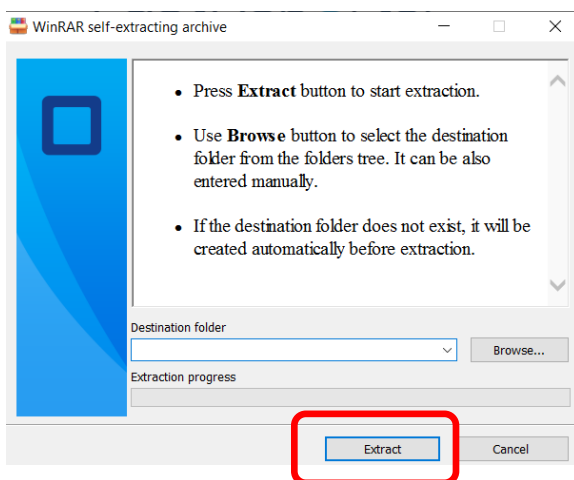 WinRAR self-extracting archive
Press Extract button to start extraction.
Use Browse button to select the destination
folder from the folders tree. It can be also
entered manually.
If the destination folder does not exist, it will be
created automatically before extraction.
Destination folder
Browse...
Extraction progress
Extract
Cancel